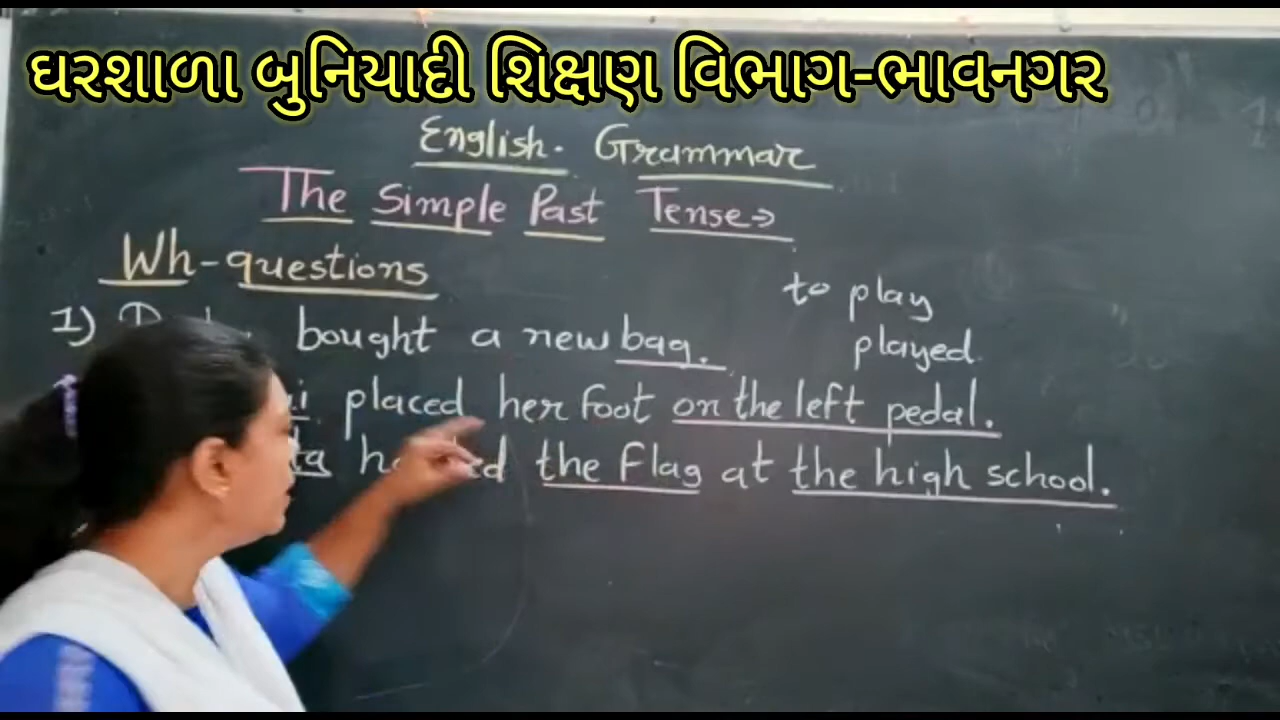 ઘરશાળા બુનિયાદી શિક્ષણ વિભાગ-ભાવનગર
English. Grammar
The Simple Past Tense→
Wh-questions
to play
1) bought a new bag.
played.
placed her foot on the left pedal.
the Flag at the high school.